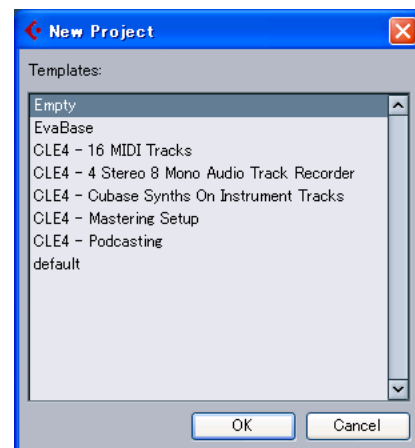 New Project
Templates:
Empty
EvaBase
CLE4 - 16 MIDI Tracks
CLE4 - 4 Stereo 8 Mono Audio Track Recorder
CLE4 - Cubase Synths On Instrument Tracks
CLE4 - Mastering Setup
CLE4 - Podcasting
default
OK Cancel